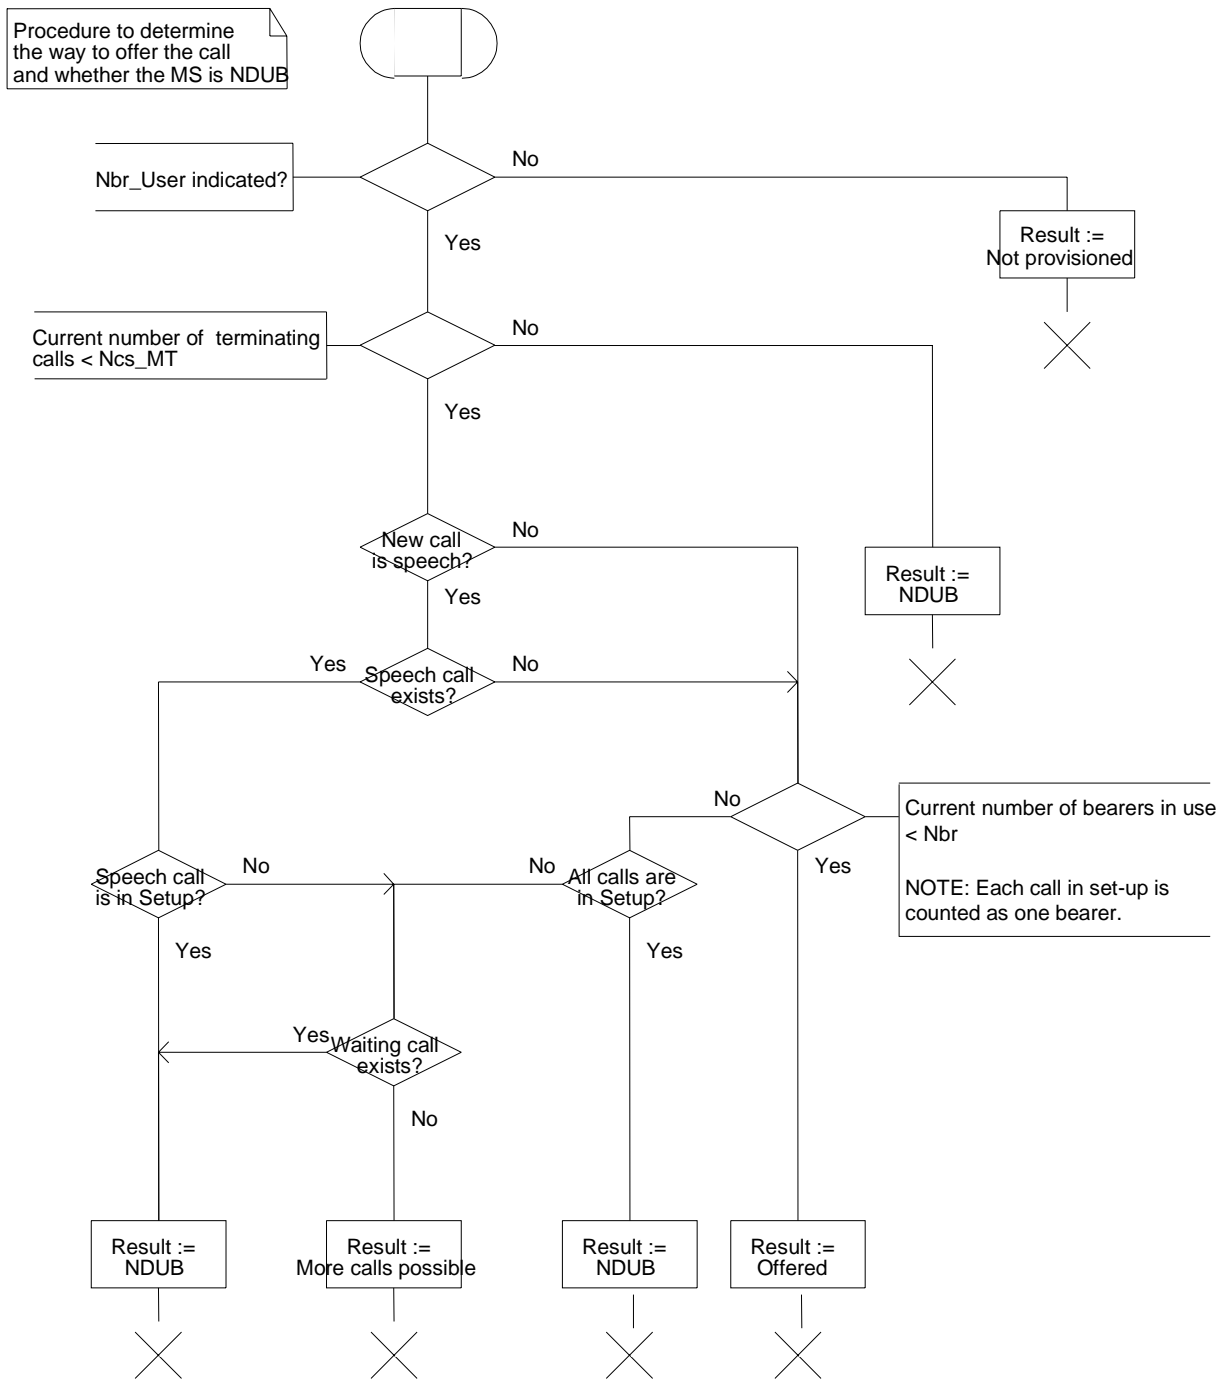 Procedure to determine
the way to offer the call
and whether the MS is NDUB
No
Nbr_User indicated?
Yes
Result :=
Not provisioned
No
Current number of  terminating
calls < Ncs_MT
Yes
No
New call
is speech?
Result :=
NDUB
Yes
Yes
No
Speech call
exists?
No
Current number of bearers in use
< Nbr
Yes
NOTE: Each call in set-up is
counted as one bearer.
No
Speech call
is in Setup?
No
All calls are
in Setup?
Yes
Yes
Yes
Waiting call
exists?
No
Result :=
NDUB
Result :=
More calls possible
Result :=
NDUB
Result :=
Offered